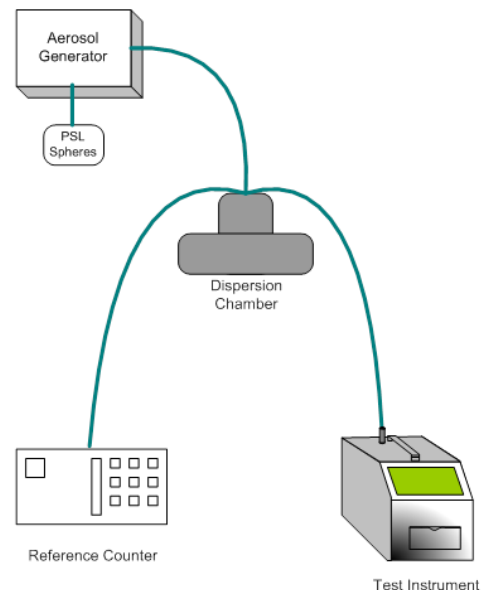 Aerosol
Generator
PSL
Spheres
Dispersion
Chamber
Reference Counter
Test Instrument